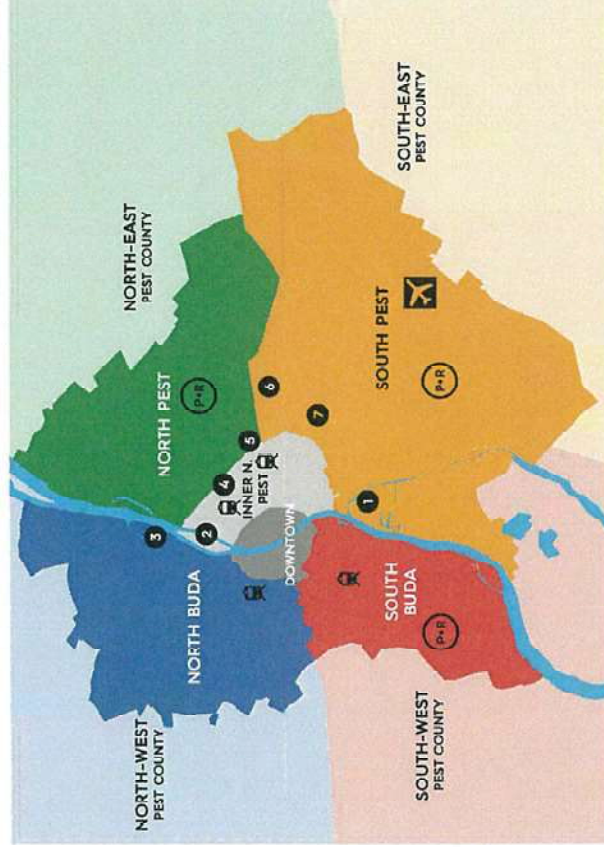 NORTH-WEST
PEST COUNTY
NORTH-EAST
PEST COUNTY
NORTH BUDA
NORTH PEST
P+R
3
2
4
INNER N.
PEST
5
6
7
DOWNTOWN
1
SOUTH PEST
P+R
SOUTH
BUDA
P+R
SOUTH-WEST
PEST COUNTY
SOUTH-EAST
PEST COUNTY